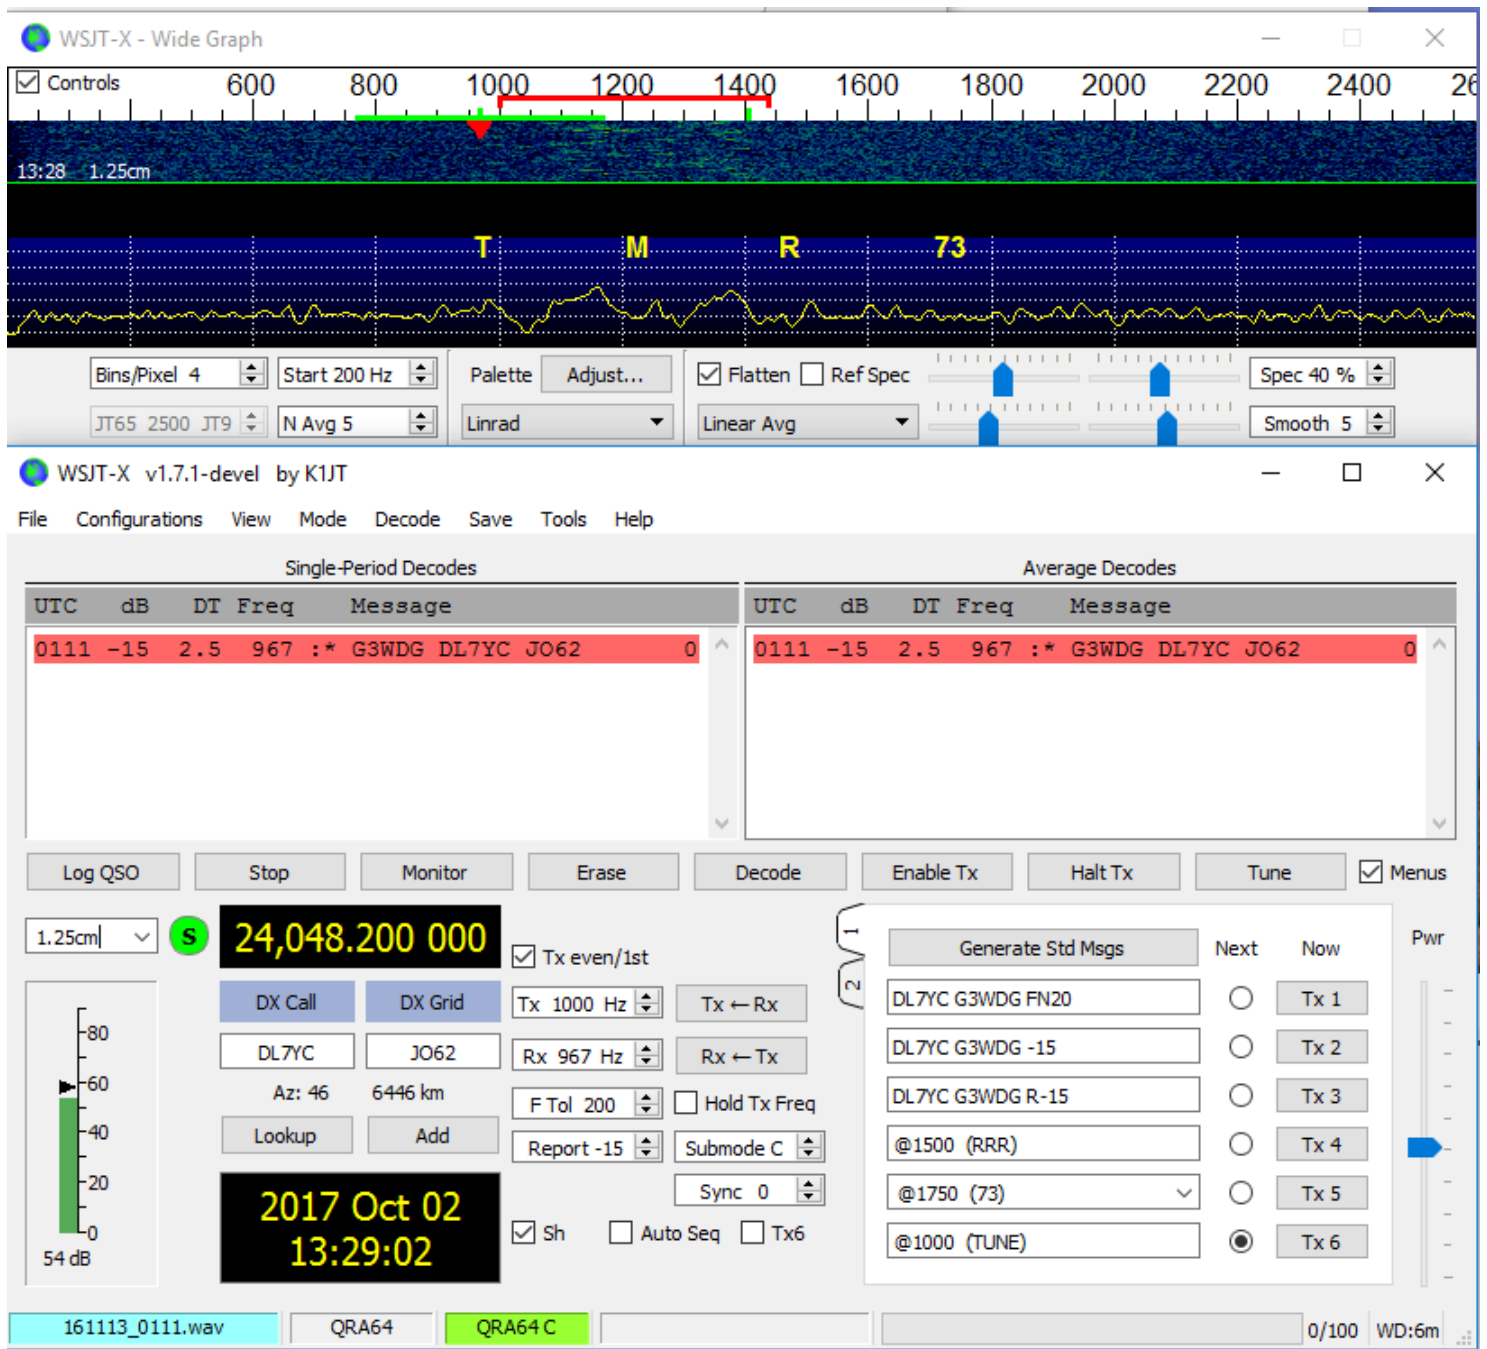 WSJT-X - Wide Graph
Controls 600 800 1000 1200 1400 1600 1800 2000 2200 2400 26
13:28 1.25cm
T M R 73
Bins/Pixel 4 Start 200 Hz Palette Adjust... Flatten Ref Spec Spec 40 %
JT65 2500 JT9 N Avg 5 Linrad Linear Avg Smooth 5
WSJT-X v1.7.1-devel by K1JT
File Configurations View Mode Decode Save Tools Help
Single-Period Decodes Average Decodes
UTC dB DT Freq Message UTC dB DT Freq Message
0111 -15 2.5 967 :* G3WDG DL7YC JO62 0 0111 -15 2.5 967 :* G3WDG DL7YC JO62 0
Log QSO Stop Monitor Erase Decode Enable Tx Halt Tx Tune Menus
1.25cm S 24,048.200 000 Tx even/1st 1 Generate Std Msgs Next Now Pwr
DX Call DX Grid Tx 1000 Hz Tx ← Rx 2 DL7YC G3WDG FN20 Tx 1
-80 DL7YC JO62 Rx 967 Hz Rx ← Tx DL7YC G3WDG -15 Tx 2
-60 Az: 46 6446 km F Tol 200 Hold Tx Freq DL7YC G3WDG R-15 Tx 3
-40 Lookup Add Report -15 Submode C @1500 (RRR) Tx 4
-20 2017 Oct 02 Sync 0 @1750 (73) Tx 5
-0 13:29:02 Sh Auto Seq Tx6 @1000 (TUNE) Tx 6
54 dB
161113_0111.wav QRA64 QRA64 C 0/100 WD:6m